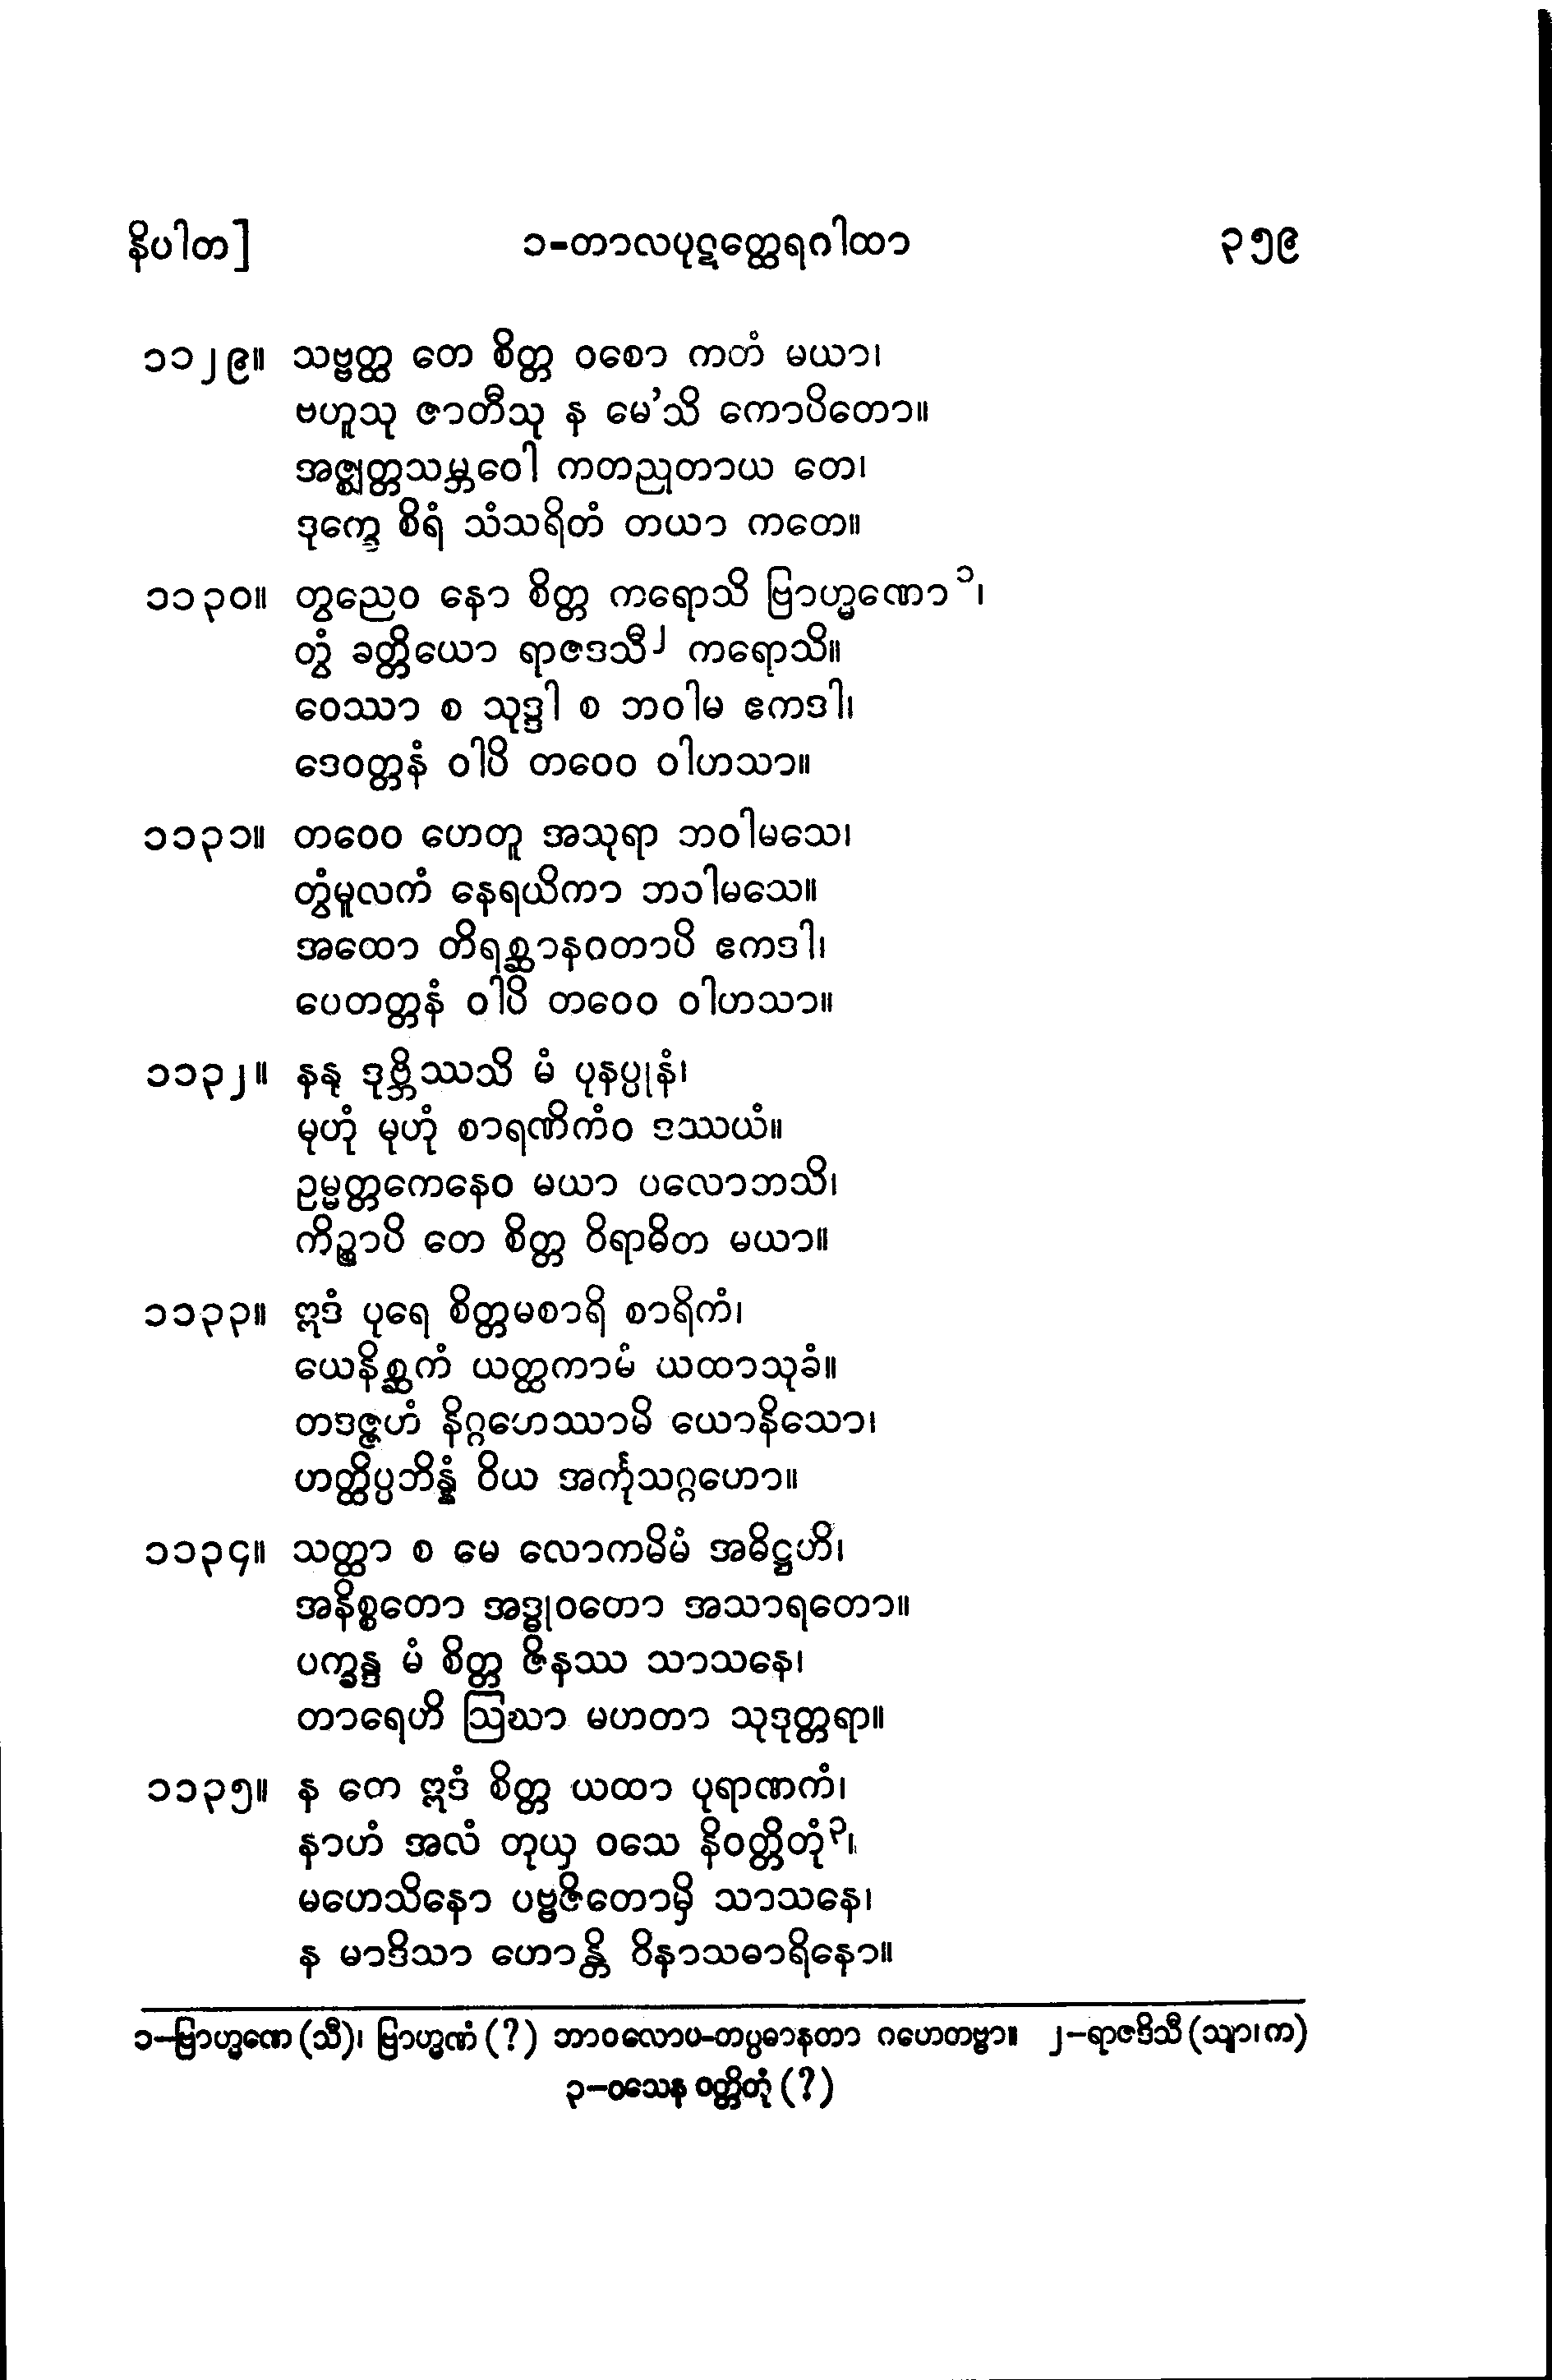 နိပါတ] ၁-တာလပုဋတ္ထေရဂါထာ ၃၅၉
၁၁၂၉။ သဗ္ဗတ္ထ တေ စိတ္တ ဝစော ကတံ မယာ၊
ဗဟူသု ဇာတီသု န မေ'သိ ကောပိတော။
အဇ္ဈတ္တသမ္ဘဝေါ ကတညုတာယ တေ၊
ဒုက္ခေ စိရံ သံသရိတံ တယာ ကတေ။
၁၁၃၀။ တွညေဝ နော စိတ္တ ကရောသိ ဗြာဟ္မဏော၁၊
တွံ ခတ္တိယော ရာဇဒသီ၂ ကရောသိ။
ဝေဿာ စ သုဒ္ဒါ စ ဘဝါမ ဧကဒါ၊
ဒေဝတ္တနံ ဝါပိ တဝေဝ ဝါဟသာ။
၁၁၃၁။ တဝေဝ ဟေတူ အသုရာ ဘဝါမသေ၊
တွံမူလကံ နေရယိကာ ဘဝါမသေ။
အထော တိရစ္ဆာနဂတာပိ ဧကဒါ၊
ပေတတ္တနံ ဝါပိ တဝေဝ ဝါဟသာ။
၁၁၃၂။ နနု ဒုဗ္ဘိဿသိ မံ ပုနပ္ပုနံ၊
မုဟုံ မုဟုံ စာရဏိကံဝ ဒဿယံ။
ဥမ္မတ္တကေနေဝ မယာ ပလောဘသိ၊
ကိဉ္စာပိ တေ စိတ္တ ဝိရာဓိတ မယာ။
၁၁၃၃။ ဣဒံ ပုရေ စိတ္တမစာရိ စာရိကံ၊
ယေနိစ္ဆကံ ယတ္ထကာမံ ယထာသုခံ။
တဒဇ္ဇဟံ နိဂ္ဂဟေဿာမိ ယောနိသော၊
ဟတ္ထိပ္ပဘိန္နံ ဝိယ အင်္ကုသဂ္ဂဟော။
၁၁၃၄။ သတ္ထာ စ မေ လောကမိမံ အဓိဋ္ဌဟိ၊
အနိစ္စတော အဒ္ဓုဝတော အသာရတော။
ပက္ခန္ဒ မံ စိတ္တ ဇိနဿ သာသနေ၊
တာရေဟိ ဩဃာ မဟတာ သုဒုတ္တရာ။
၁၁၃၅။ န တေ ဣဒံ စိတ္တ ယထာ ပုရာဏကံ၊
နာဟံ အလံ တုယှ ဝသေ နိဝတ္တိတုံ၃၊
မဟေသိနော ပဗ္ဗဇိတောမှိ သာသနေ၊
န မာဒိသာ ဟောန္တိ ဝိနာသဓာရိနော။
၁-ဗြာဟ္မဏေ (သီ)၊ ဗြာဟ္မဏံ (?) ဘာဝလောပ-တပ္ပဓာနတာ ဂဟေတဗ္ဗာ။ ၂-ရာဇဒိသီ (သျာ၊က)
၃-ဝသေန ဝတ္တိတုံ (?)